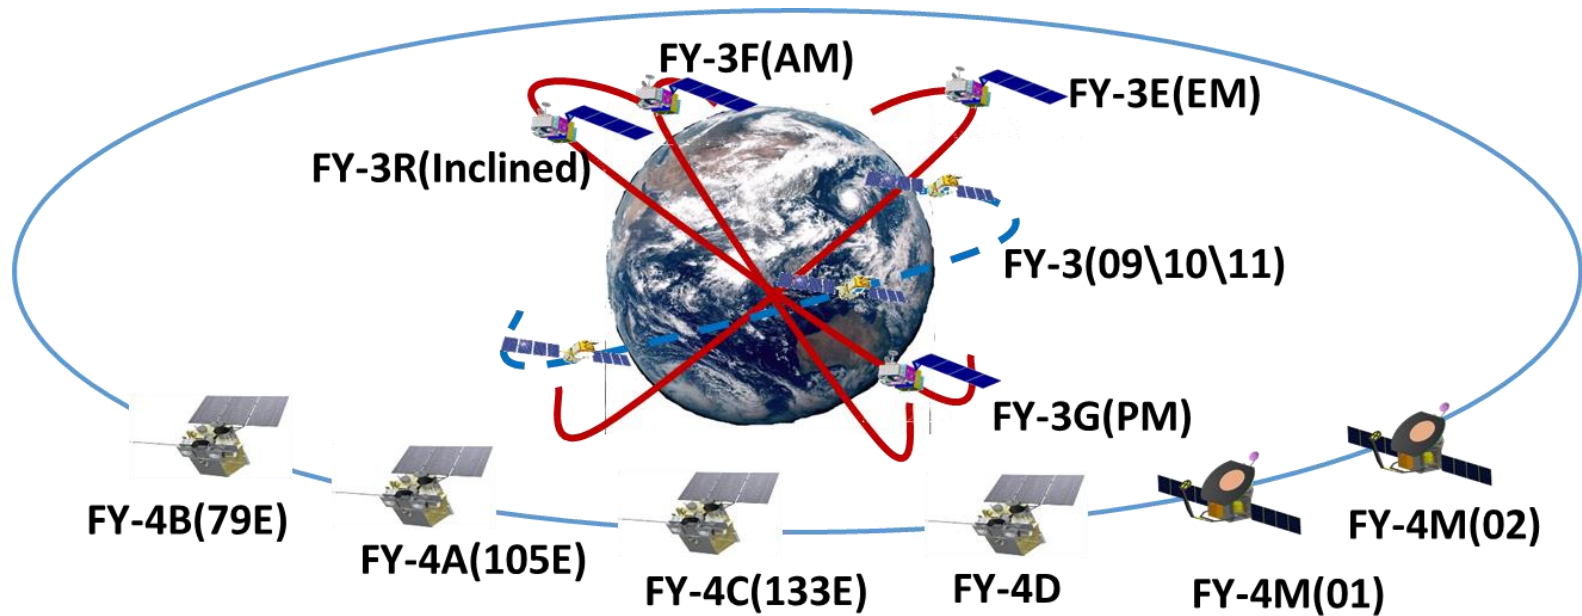 FY-3F(AM)
FY-3E(EM)
FY-3R(Inclined)
FY-3(09\10\11)
FY-3G(PM)
FY-4B(79E)
FY-4A(105E)
FY-4C(133E)
FY-4D
FY-4M(01)
FY-4M(02)